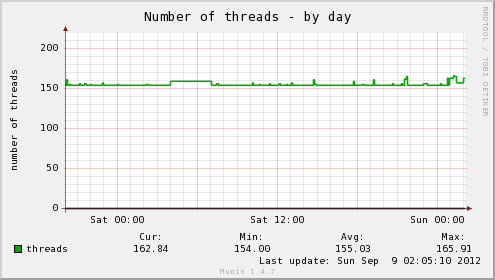 Number of threads - by day
RRDTOOL / TOBI OETIKER
number of threads
200
150
100
50
0
Sat 00:00 Sat 12:00 Sun 00:00
Cur: Min: Avg: Max:
threads 162.84 154.00 155.03 165.91
Last update: Sun Sep 9 02:05:10 2012
Munin 1.4.7